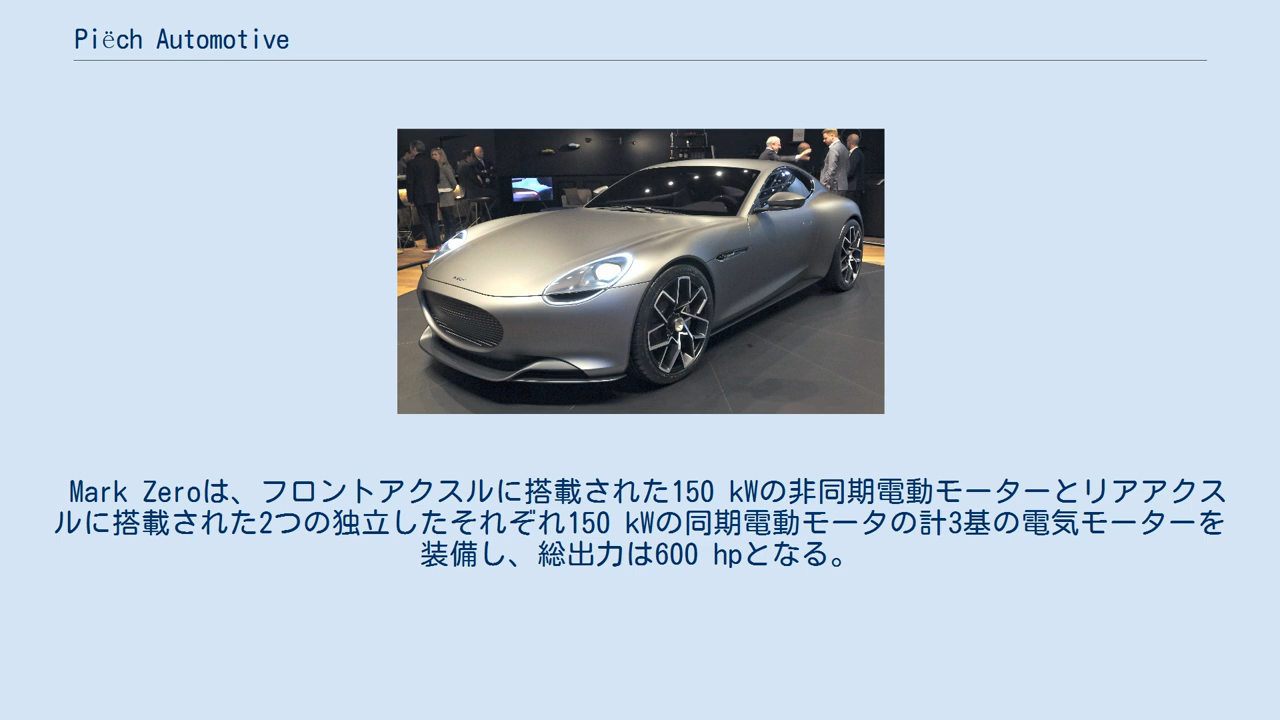 Piëch Automotive
Mark Zeroは、フロントアクスルに搭載された150 kWの非同期電動モーターとリアアクス
ルに搭載された2つの独立したそれぞれ150 kWの同期電動モータの計3基の電気モーターを
装備し、総出力は600 hpとなる。